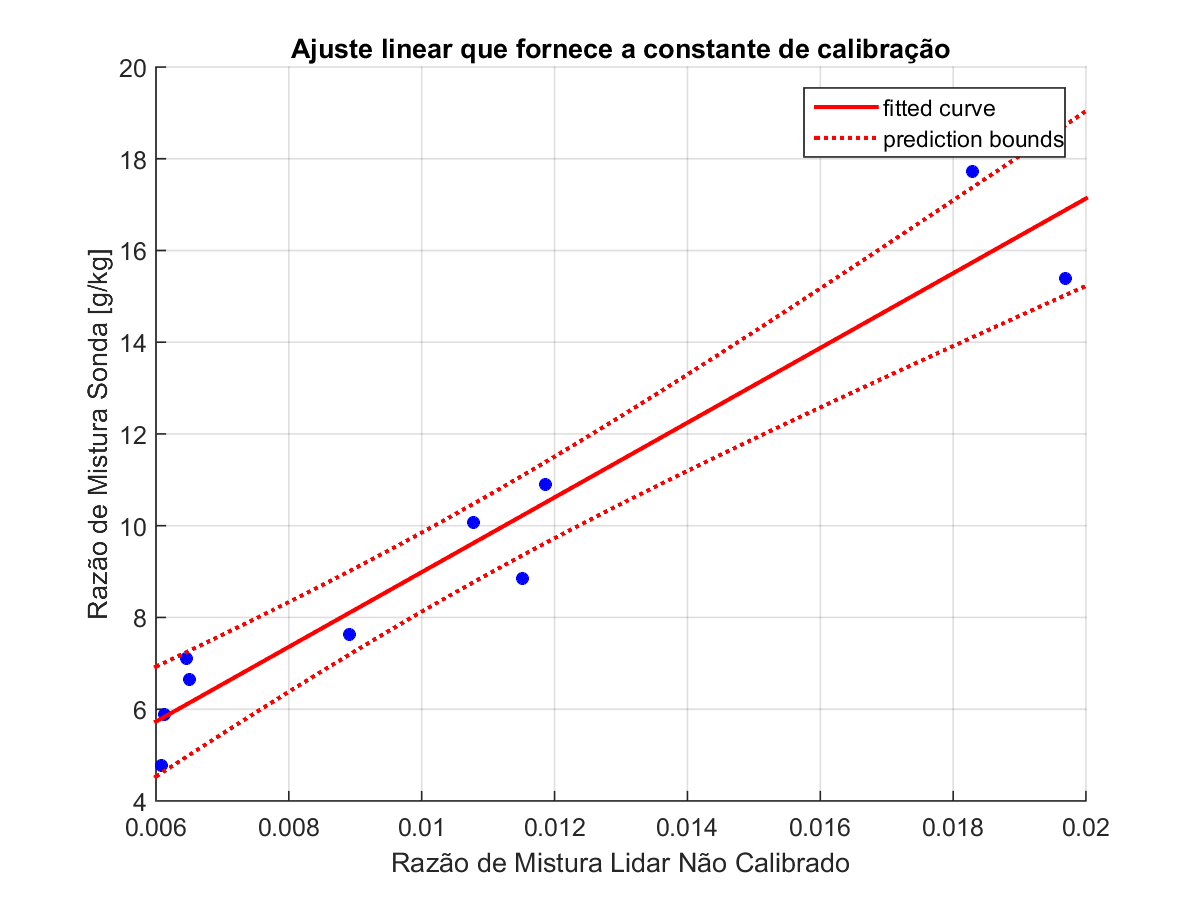 Ajuste linear que fornece a constante de calibração
fitted curve
prediction bounds
20
18
16
14
12
10
8
6
4
Razão de Mistura Sonda [g/kg]
0.006 0.008 0.01 0.012 0.014 0.016 0.018 0.02
Razão de Mistura Lidar Não Calibrado